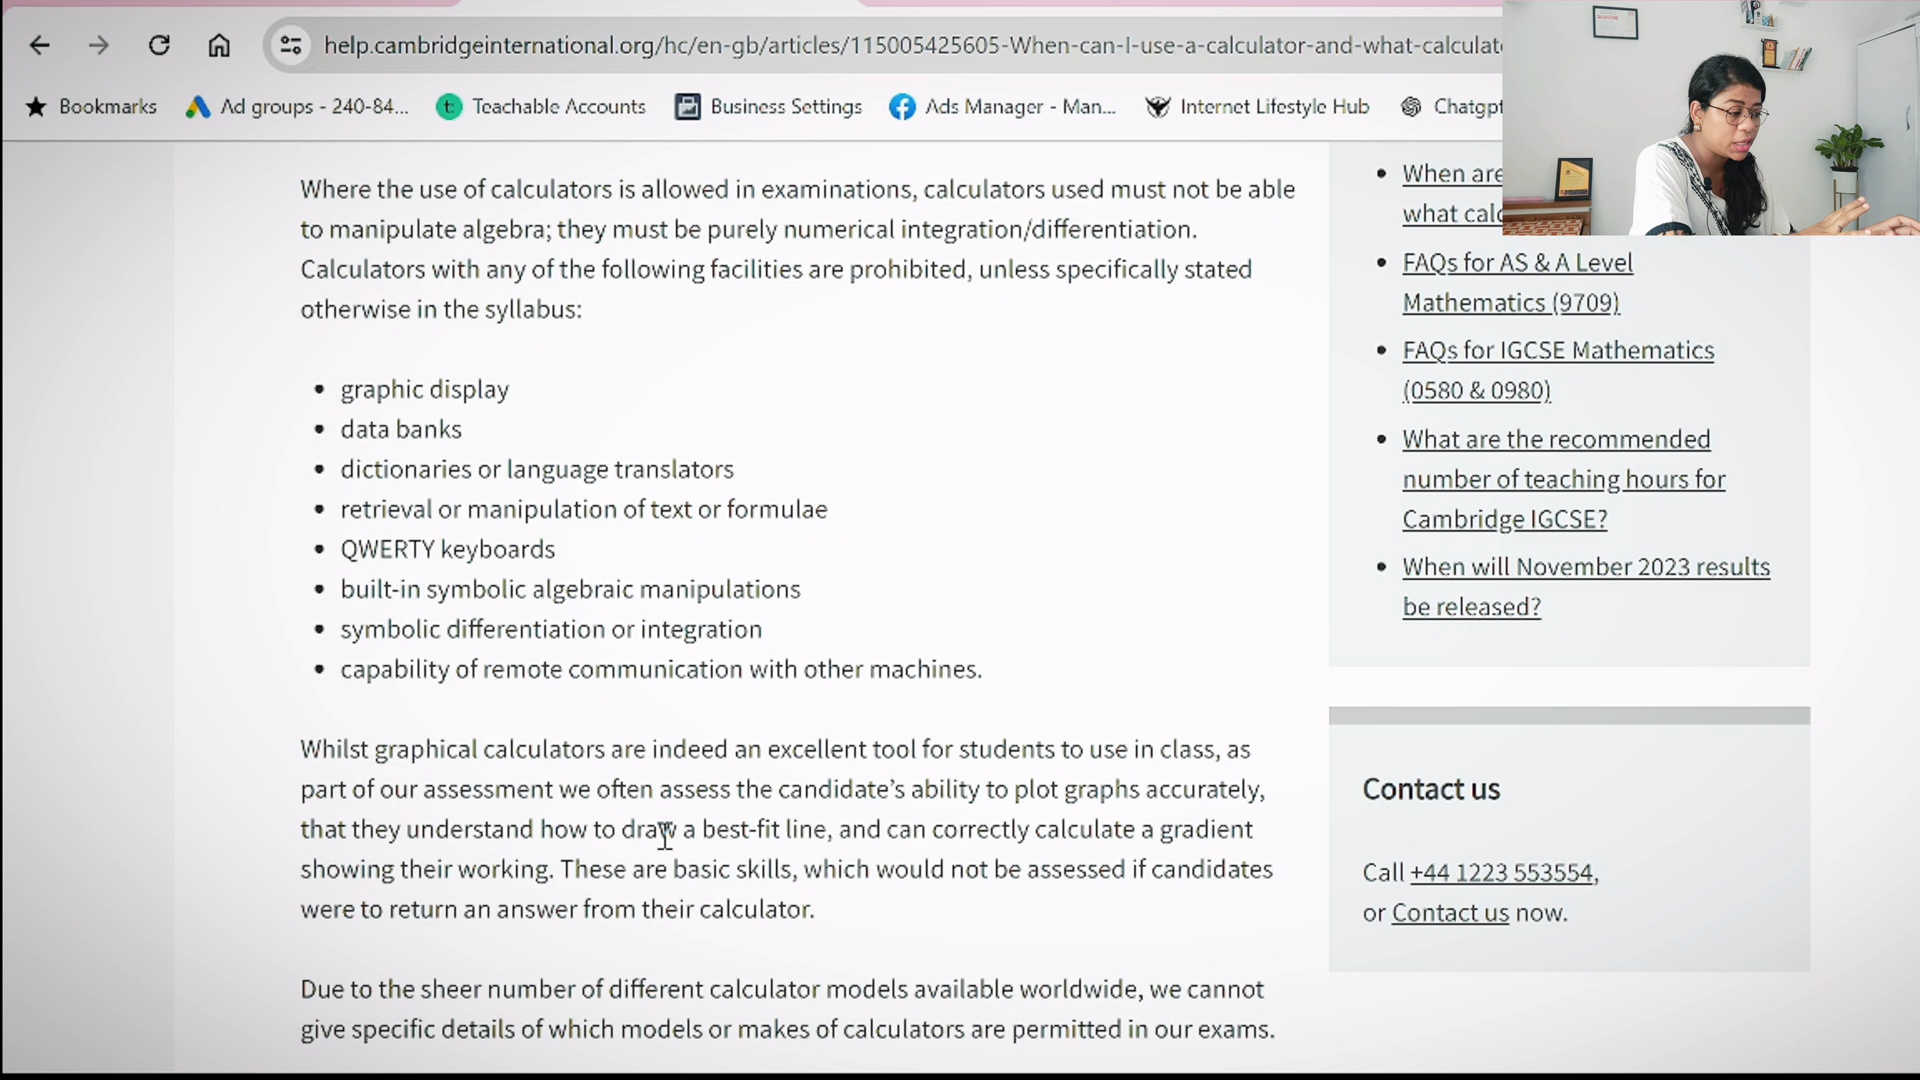 help.cambridgeinternational.org/hc/en-gb/articles/115005425605-When-can-I-use-a-calculator-and-what-calculat
Bookmarks
Ad groups - 240-84...
Teachable Accounts
Business Settings
Ads Manager - Man...
Internet Lifestyle Hub
Chatgpt
Where the use of calculators is allowed in examinations, calculators used must not be able
to manipulate algebra; they must be purely numerical integration/differentiation.
Calculators with any of the following facilities are prohibited, unless specifically stated
otherwise in the syllabus:
• graphic display
• data banks
• dictionaries or language translators
• retrieval or manipulation of text or formulae
• QWERTY keyboards
• built-in symbolic algebraic manipulations
• symbolic differentiation or integration
• capability of remote communication with other machines.
Whilst graphical calculators are indeed an excellent tool for students to use in class, as
part of our assessment we often assess the candidate’s ability to plot graphs accurately,
that they understand how to draw a best-fit line, and can correctly calculate a gradient
showing their working. These are basic skills, which would not be assessed if candidates
were to return an answer from their calculator.
Due to the sheer number of different calculator models available worldwide, we cannot
give specific details of which models or makes of calculators are permitted in our exams.
• When are
what calc
• FAQs for AS & A Level
Mathematics (9709)
• FAQs for IGCSE Mathematics
(0580 & 0980)
• What are the recommended
number of teaching hours for
Cambridge IGCSE?
• When will November 2023 results
be released?
Contact us
Call +44 1223 553554,
or Contact us now.